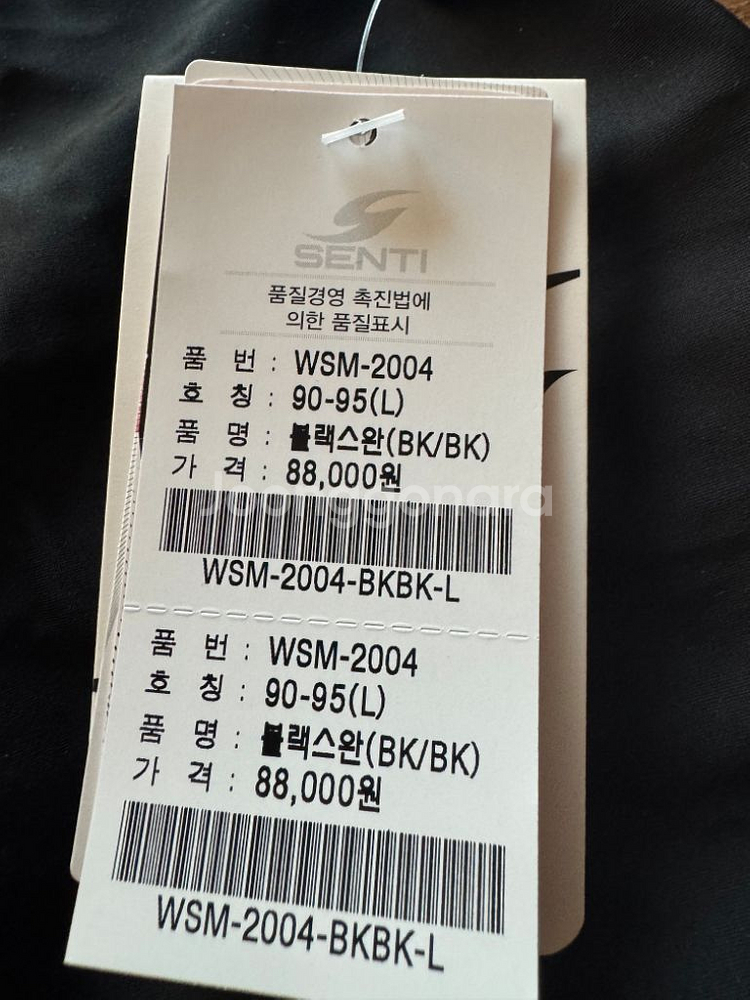 SENTI
품질경영 촉진법에
의한 품질표시
품 번 : WSM-2004
호 칭 : 90-95(L)
품 명 : 블랙스완(BK/BK)
가 격 : 88,000원
Joonggonara
WSM-2004-BKBK-L
품 번 : WSM-2004
호 칭 : 90-95(L)
품 명 : 블랙스완(BK/BK)
가 격 : 88,000원
WSM-2004-BKBK-L